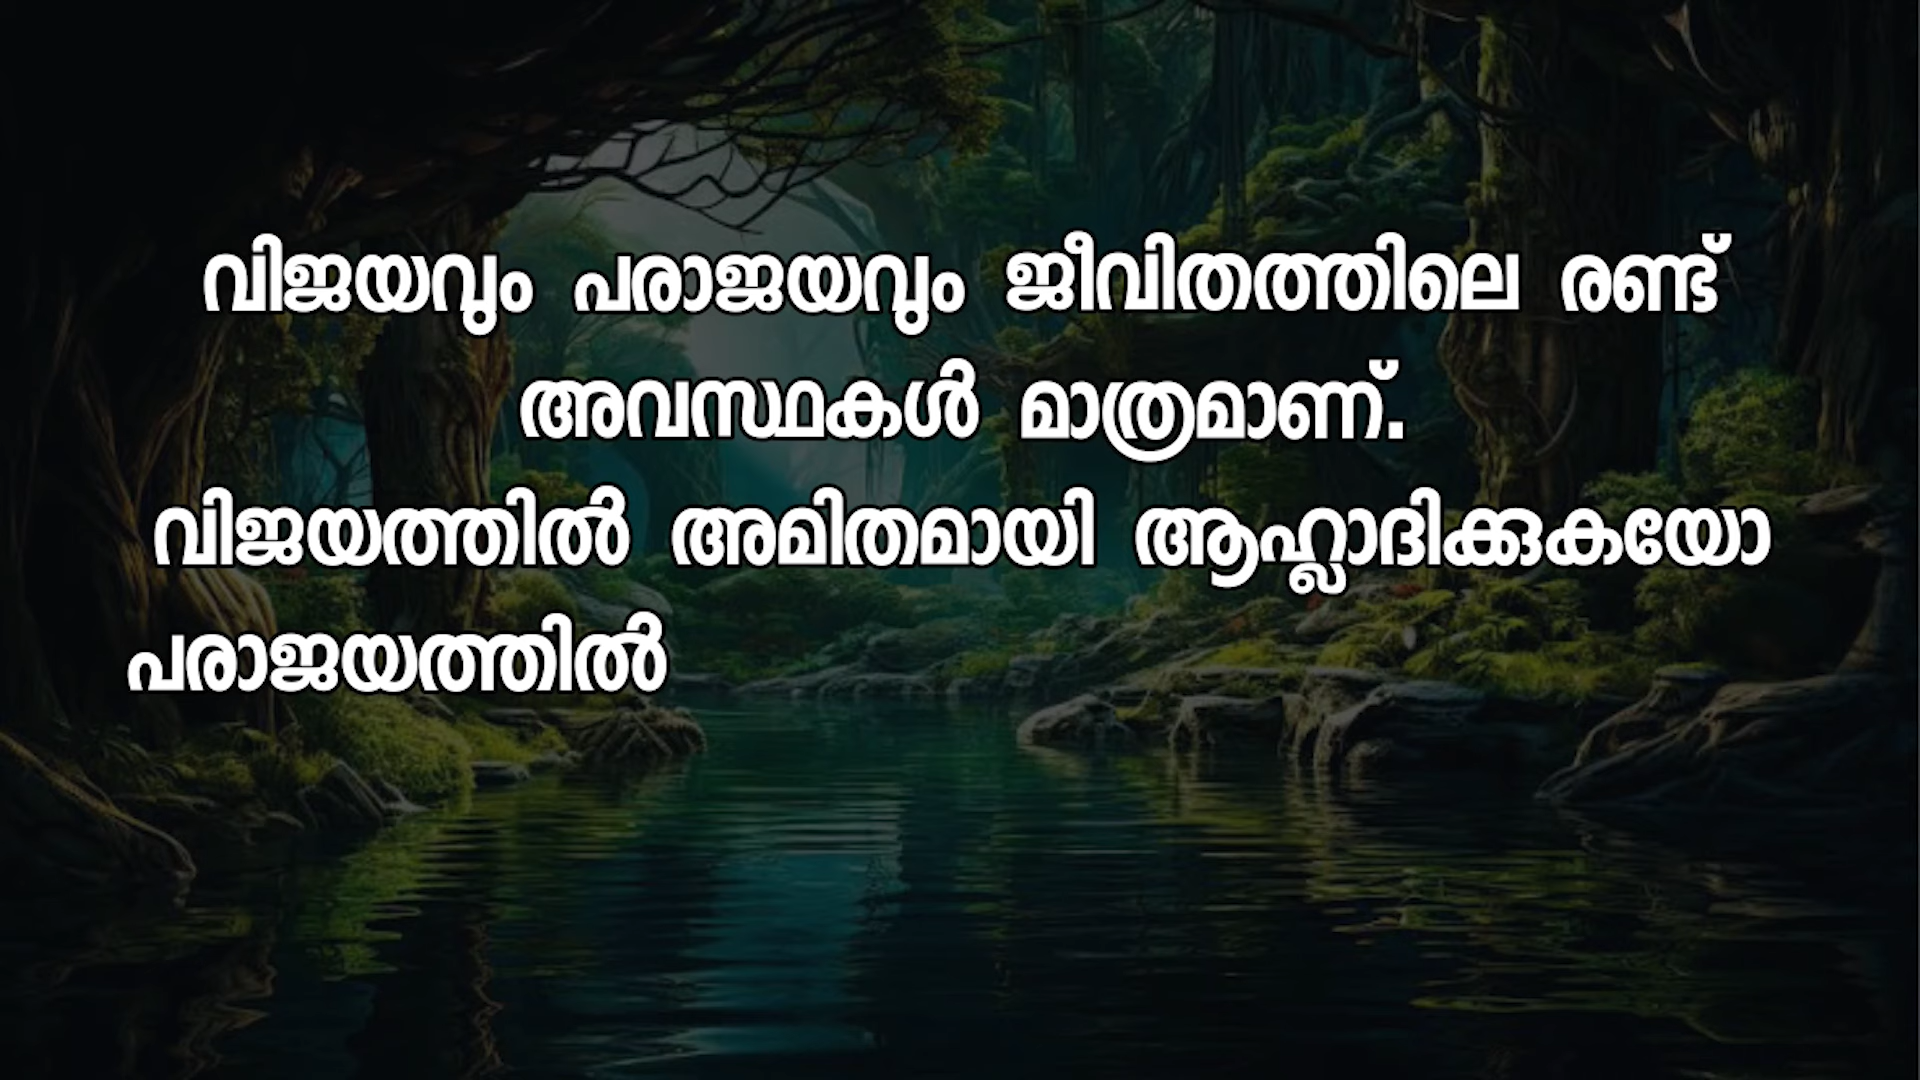 വിജയവും പരാജയവും ജീവിതത്തിലെ രണ്ട്
അവസ്ഥകൾ മാത്രമാണ്.
വിജയത്തിൽ അമിതമായി ആഹ്ലാദിക്കുകയോ
പരാജയത്തിൽ